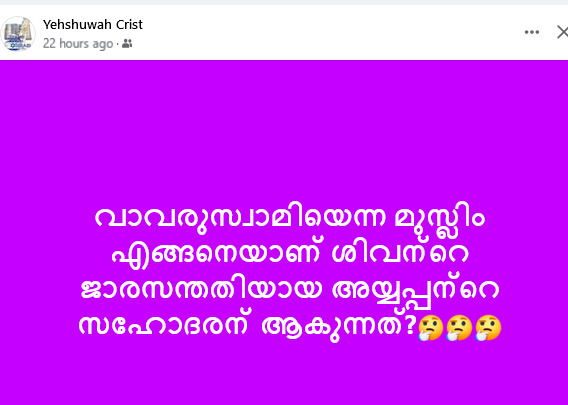 Yehshuwah Crist
22 hours ago ·
വാവരുസ്വാമിയെന്ന മുസ്ലിം
എങ്ങനെയാണ് ശിവന്റെ
ജാരസന്തതിയായ അയ്യപ്പന്റെ
സഹോദരന് ആകുന്നത്?🤔🤔🤔